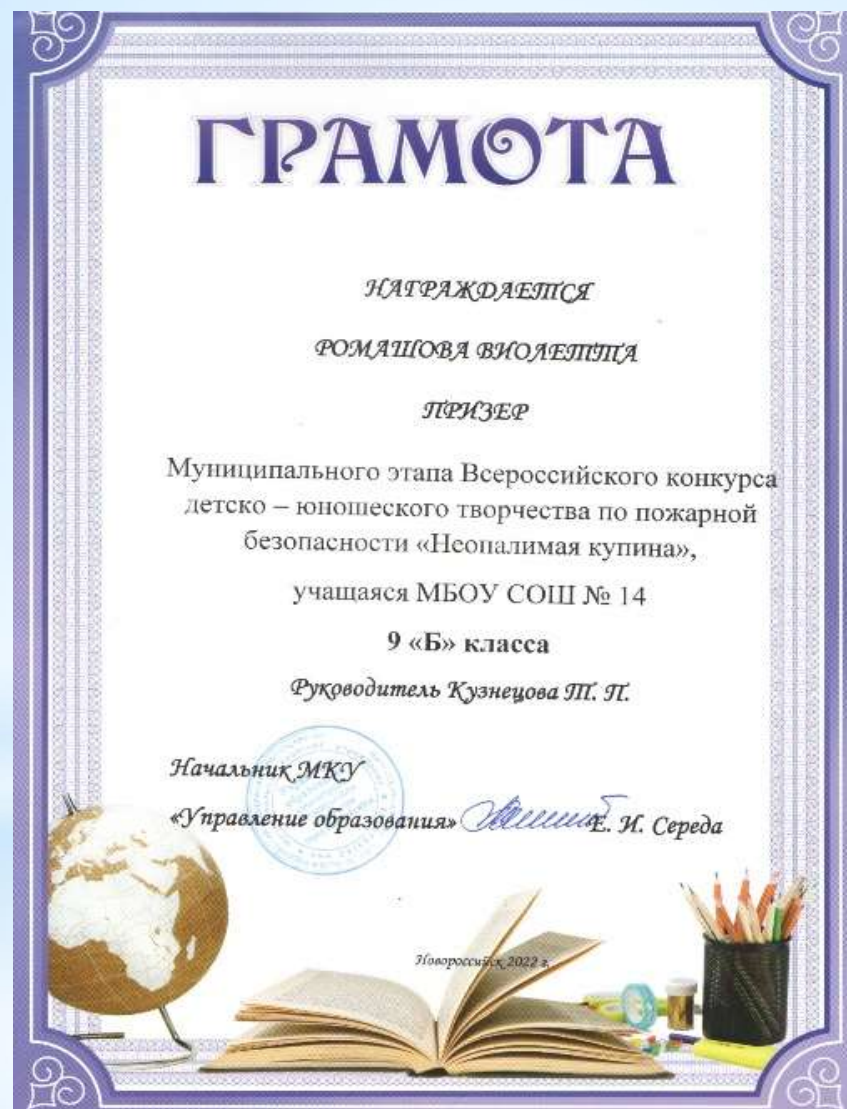 ГРАМОТА
НАГРАЖДАЕТСЯ
РОМАШОВА ВИОЛЕТТА
ПРИЗЕР
Муниципального этапа Всероссийского конкурса
детско – юношеского творчества по пожарной
безопасности «Неопалимая купина»,
учащаяся МБОУ СОШ № 14
9 «Б» класса
Руководитель Кузнецова Т. П.
Начальник МКУ
«Управление образования» Е. И. Середа
Новороссийск 2022 г.